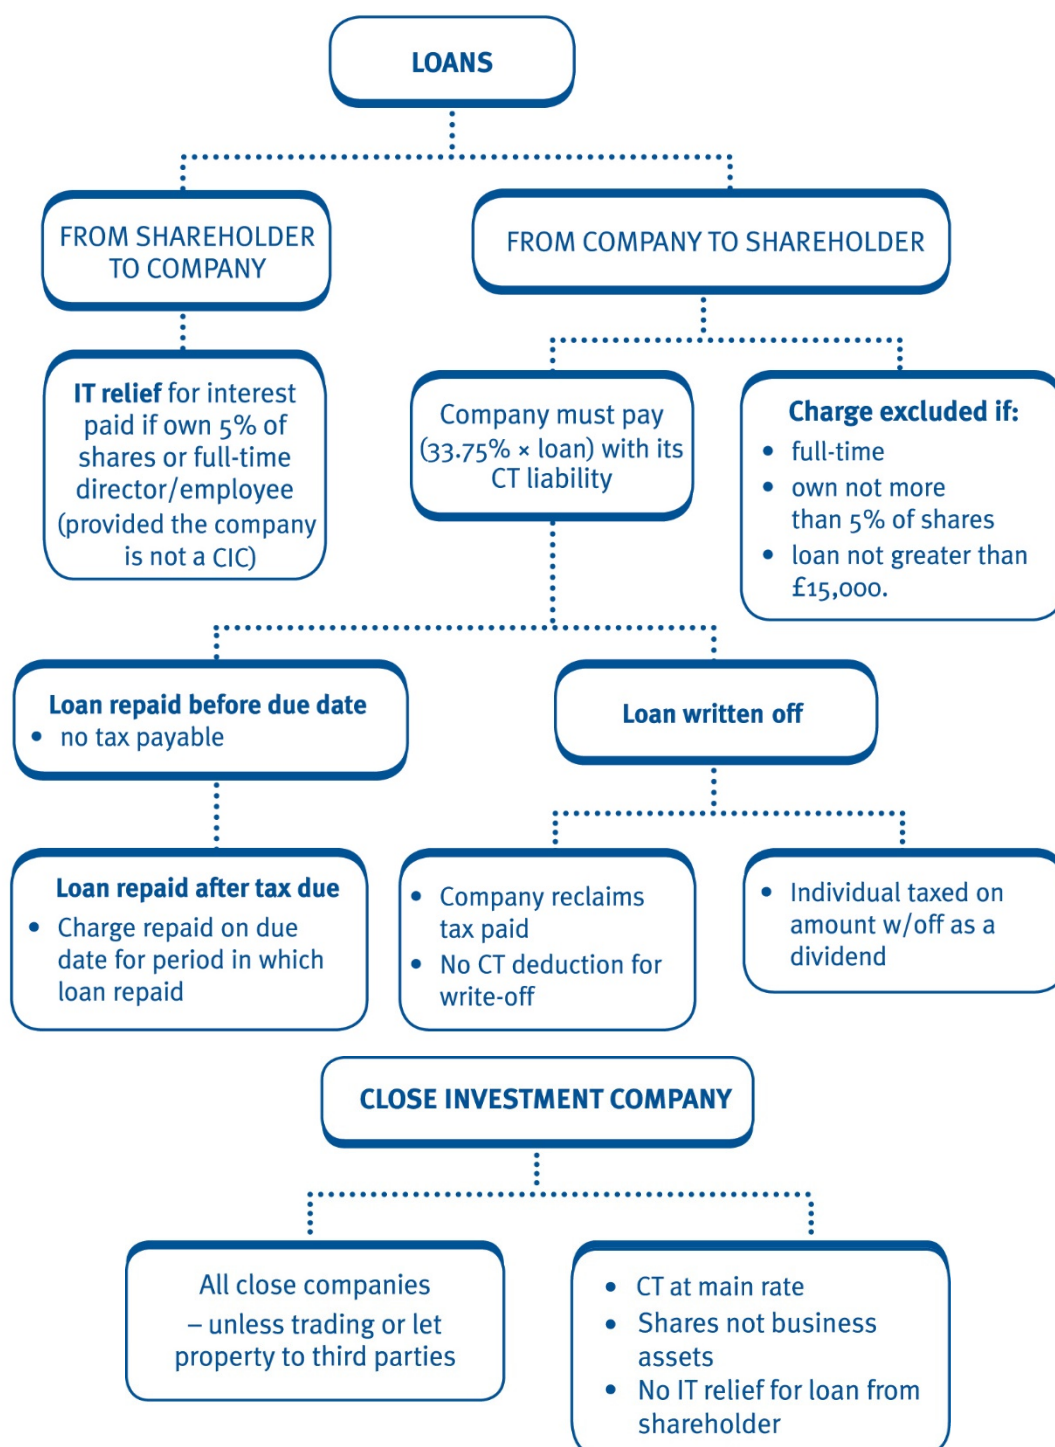 LOANS
FROM SHAREHOLDER
TO COMPANY
FROM COMPANY TO SHAREHOLDER
IT relief for interest
paid if own 5% of
shares or full-time
director/employee
(provided the company
is not a CIC)
Company must pay
(33.75% × loan) with its
CT liability
Charge excluded if:
• full-time
• own not more
than 5% of shares
• loan not greater than
£15,000.
Loan repaid before due date
• no tax payable
Loan written off
Loan repaid after tax due
• Charge repaid on due
date for period in which
loan repaid
• Company reclaims
tax paid
• No CT deduction for
write-off
• Individual taxed on
amount w/off as a
dividend
CLOSE INVESTMENT COMPANY
All close companies
– unless trading or let
property to third parties
• CT at main rate
• Shares not business
assets
• No IT relief for loan from
shareholder